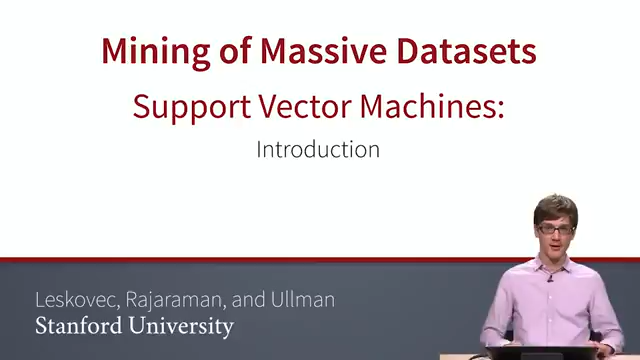 Mining of Massive Datasets
Support Vector Machines:
Introduction
Leskovec, Rajaraman, and Ullman
Stanford University